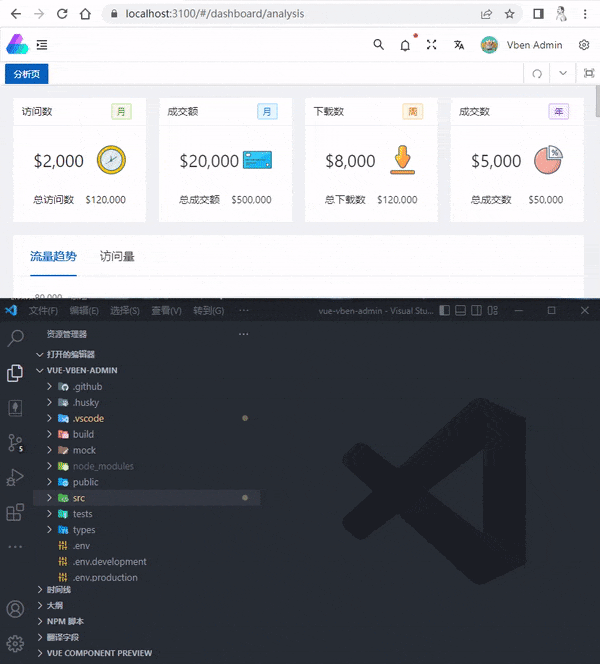 localhost:3100/#/dashboard/analysis
Vben Admin
分析页
访问数 月
成交额 月
下载数 周
成交数 年
$2,000
$20,000
$8,000
$5,000
总访问数 $120,000
总成交额 $500,000
总下载数 $120,000
总成交数 $50,000
流量趋势 访问量
80,000
文件(F) 编辑(E) 选择(S) 查看(V) 转到(G) ··· vue-vben-admin - Visual Stu...
资源管理器 ···
打开的编辑器
VUE-VBEN-ADMIN
.github
.husky
.vscode
build
mock
node_modules
public
src
tests
types
.env
.env.development
.env.production
时间线
大纲
NPM 脚本
翻译字段
VUE COMPONENT PREVIEW
5